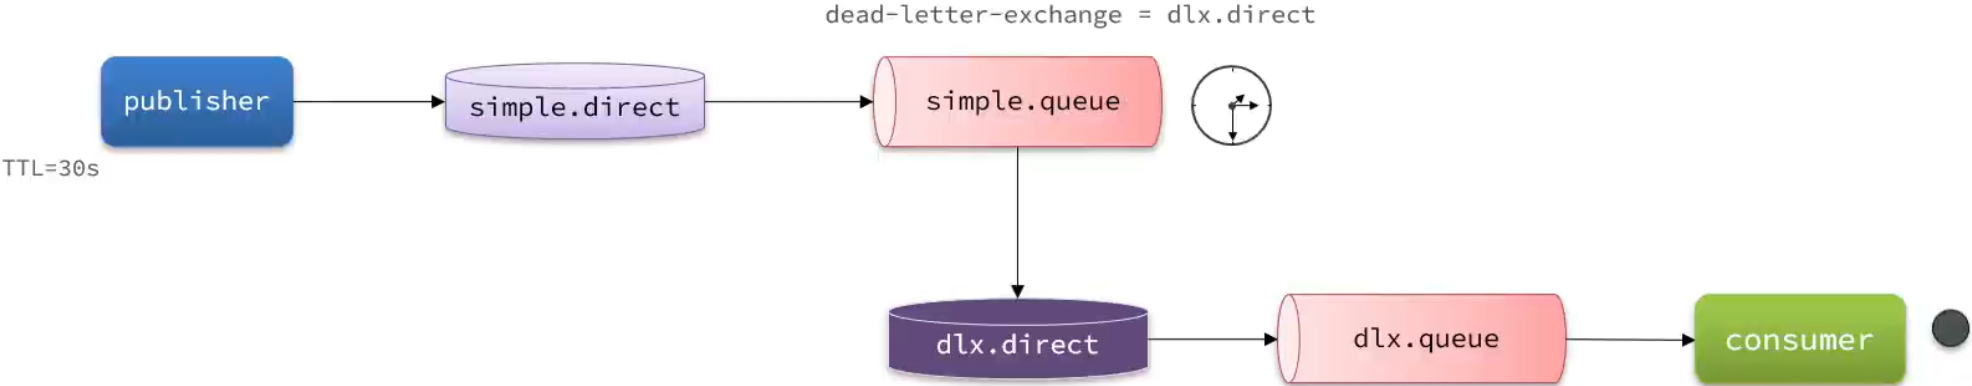 dead-letter-exchange = dlx.direct
publisher
simple.direct
simple.queue
TTL=30s
dlx.direct
dlx.queue
consumer